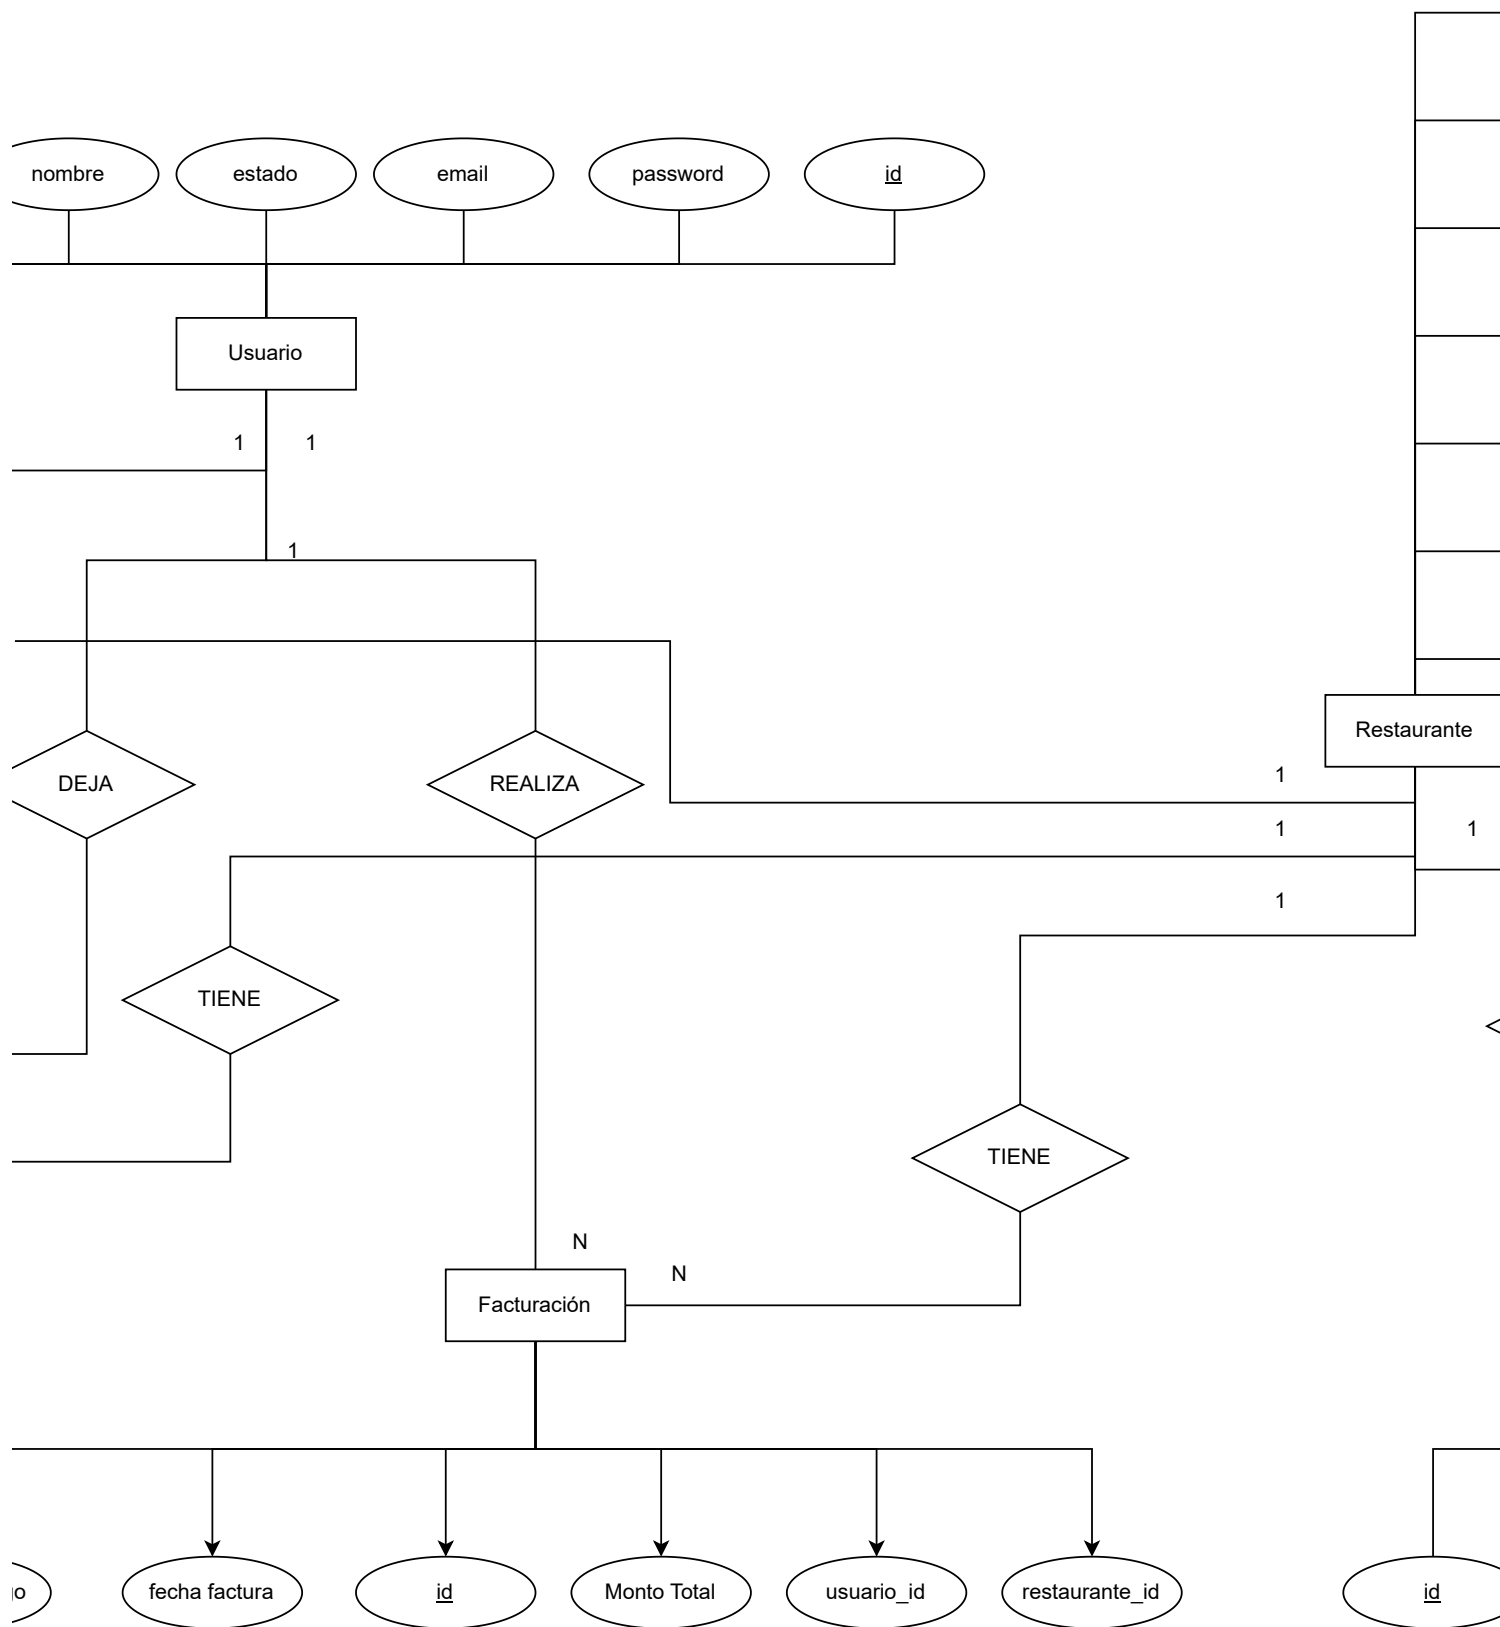 nombre
estado
email
password
id
Usuario
1
1
1
Restaurante
1
DEJA
REALIZA
1
1
1
TIENE
TIENE
N
N
Facturación
fecha factura
id
Monto Total
usuario_id
restaurante_id
id